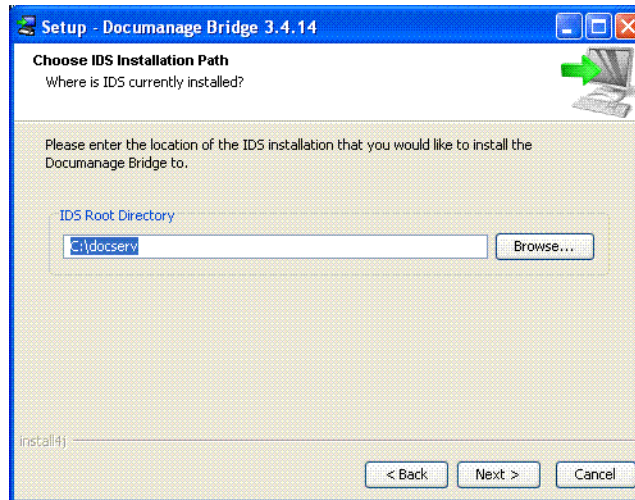 Setup - Documanage Bridge 3.4.14
Choose IDS Installation Path
Where is IDS currently installed?
Please enter the location of the IDS installation that you would like to install the
Documanage Bridge to.
IDS Root Directory
C:\docserv
Browse...
install4j
< Back
Next >
Cancel